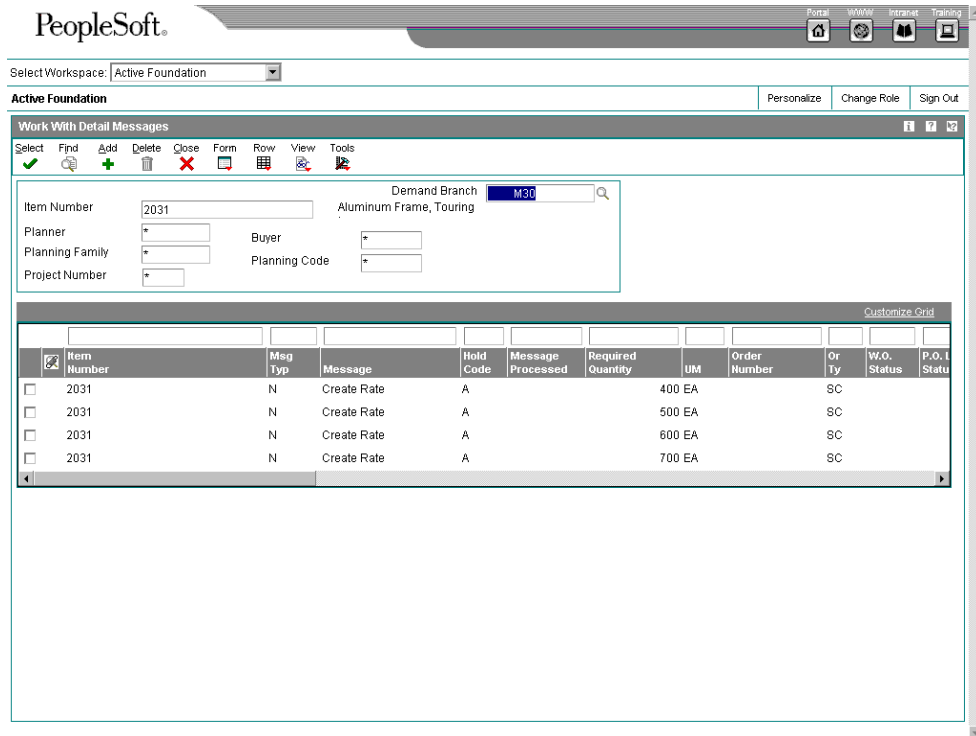 PeopleSoft®
Portal WWW Intranet Training
Select Workspace: Active Foundation
Active Foundation Personalize Change Role Sign Out
Work With Detail Messages
Select Find Add Delete Close Form Row View Tools
Demand Branch M30
Item Number 2031 Aluminum Frame, Touring
Planner *
Buyer *
Planning Family *
Planning Code *
Project Number *
Customize Grid
Item Number Msg Typ Message Hold Code Message Processed Required Quantity UM Order Number Or Ty W.O. Status P.O. L Statu
2031 N Create Rate A 400 EA SC
2031 N Create Rate A 500 EA SC
2031 N Create Rate A 600 EA SC
2031 N Create Rate A 700 EA SC